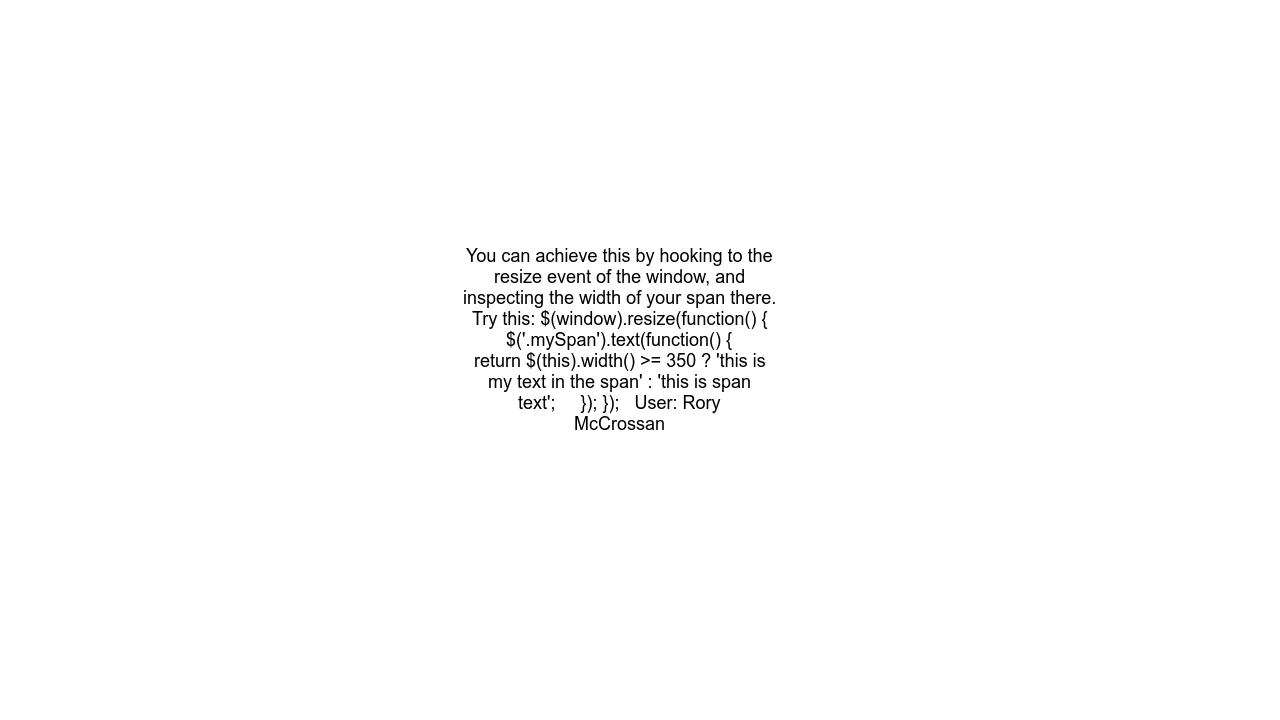 You can achieve this by hooking to the
resize event of the window, and
inspecting the width of your span there.
Try this: $(window).resize(function() {
$('.mySpan').text(function() {
return $(this).width() >= 350 ? 'this is
my text in the span' : 'this is span
text';     }); });   User: Rory
McCrossan